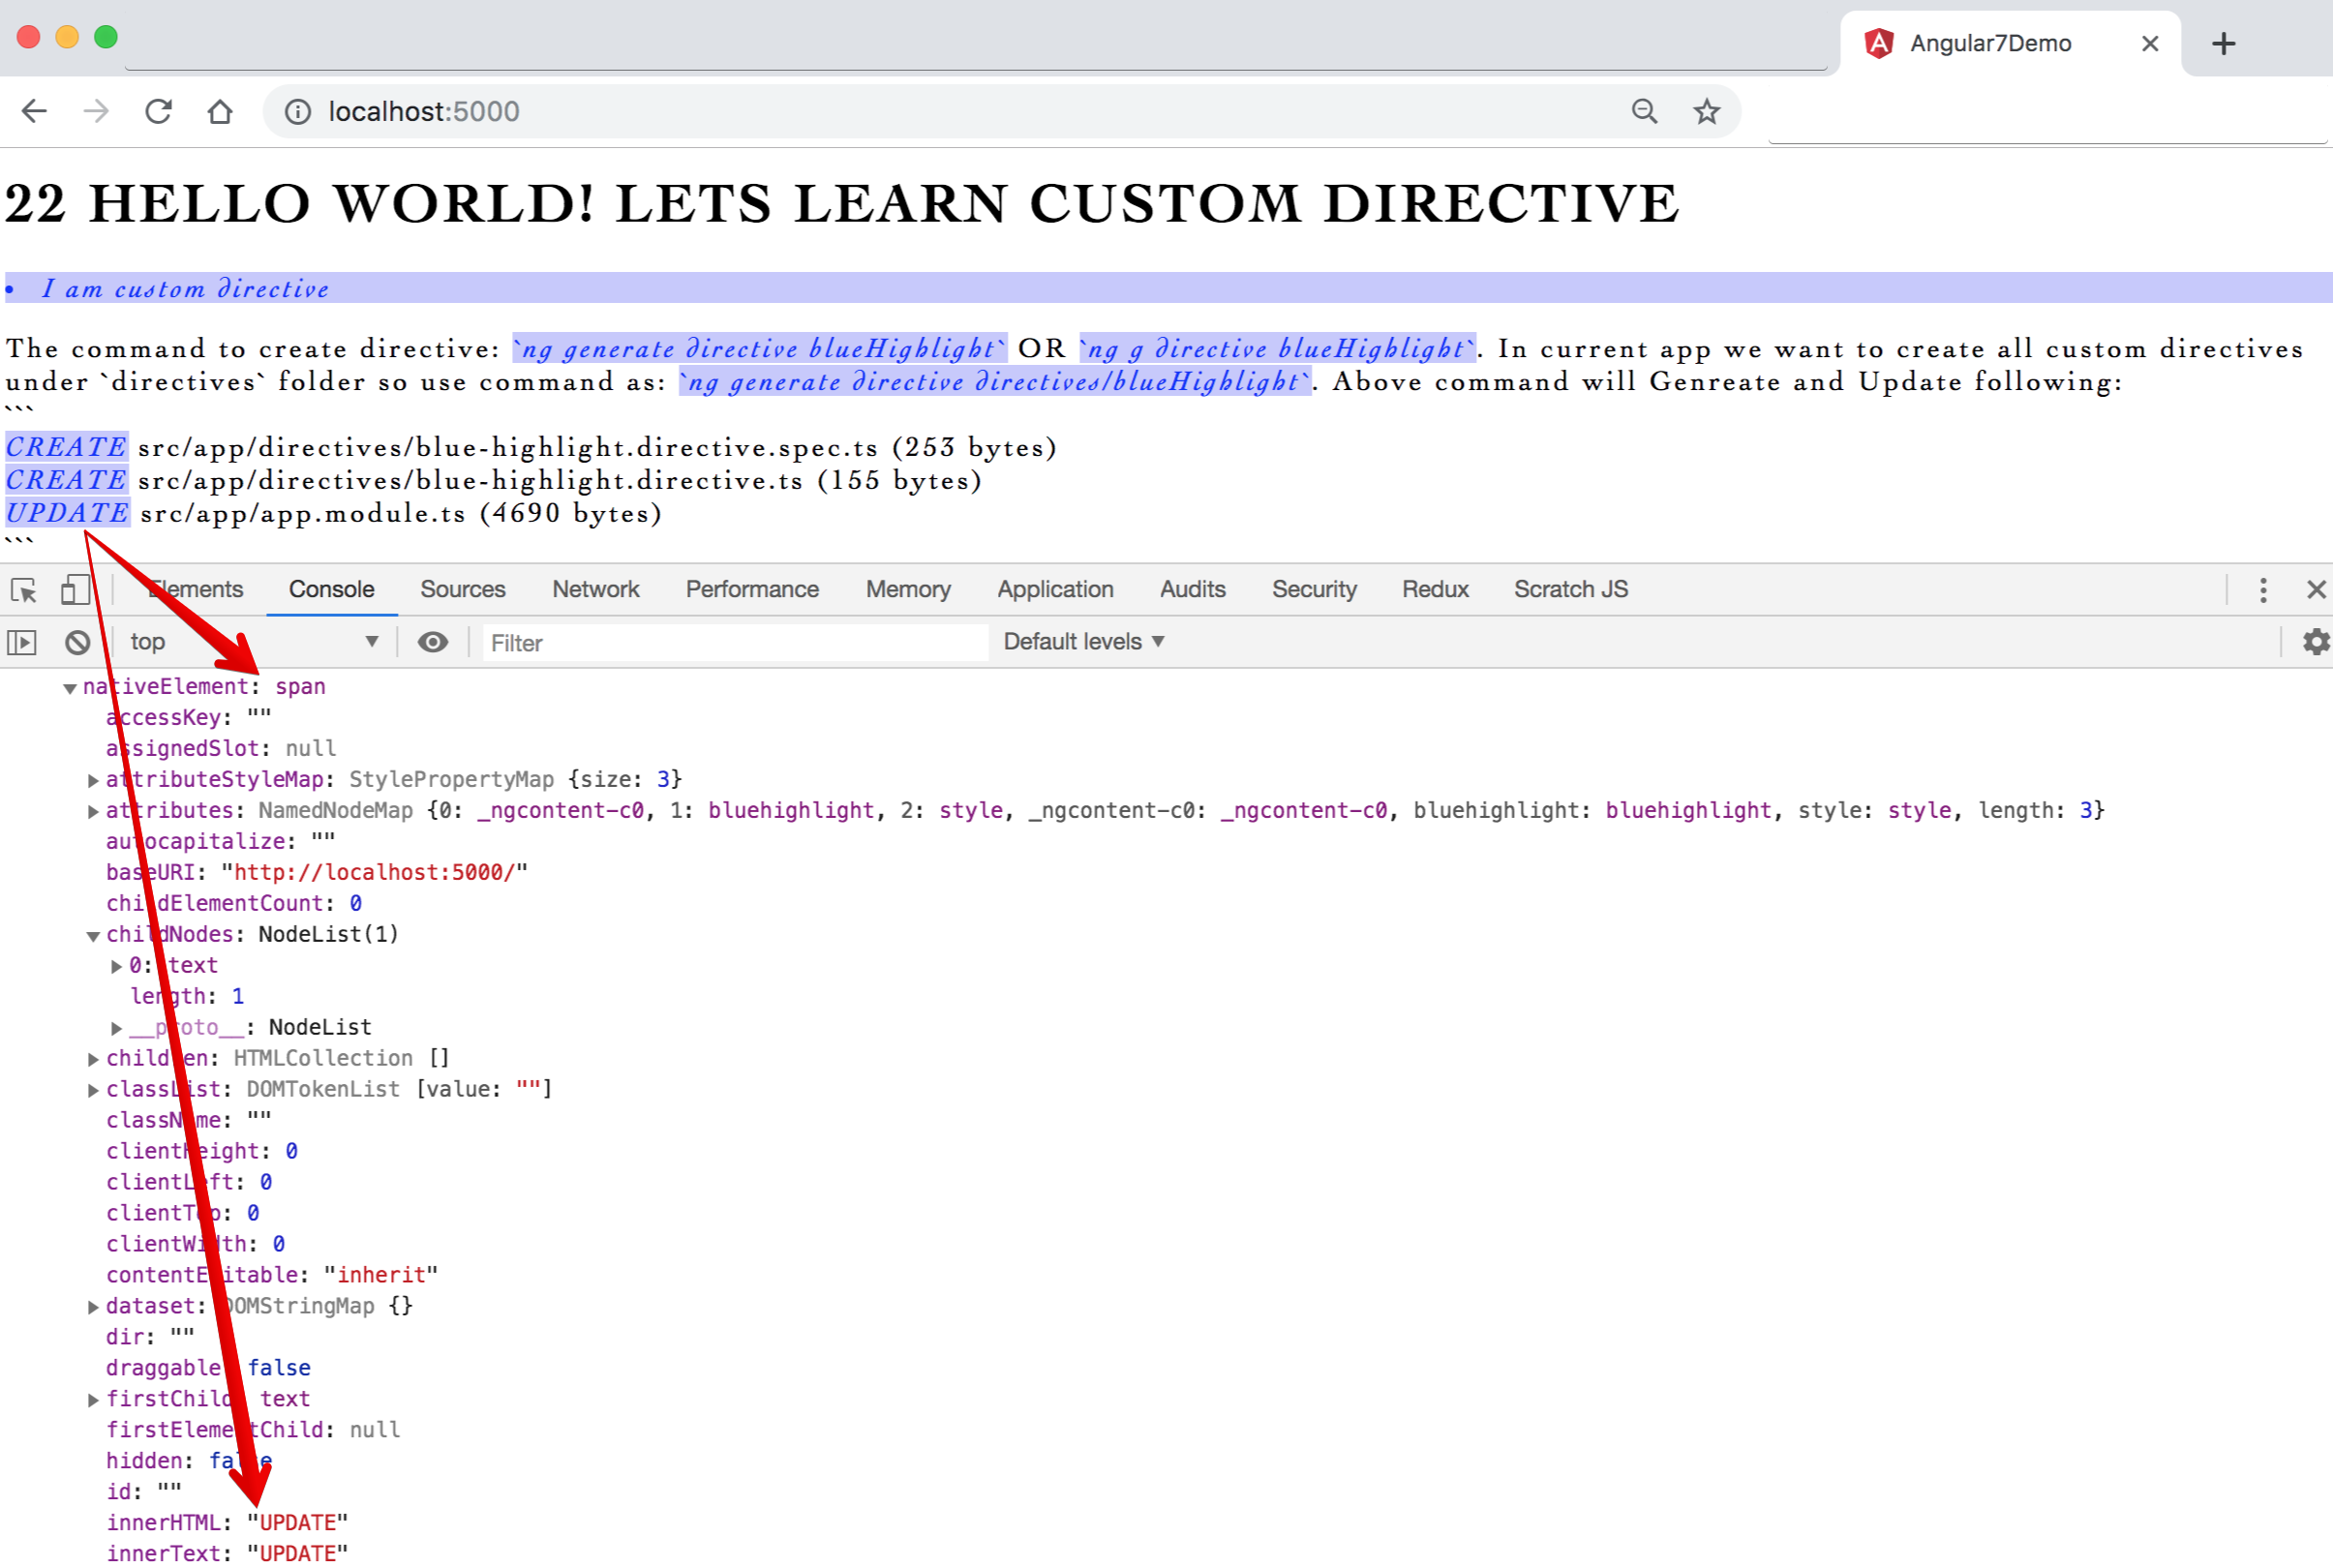 Angular7Demo
localhost:5000
22 HELLO WORLD! LETS LEARN CUSTOM DIRECTIVE
• I am custom directive
The command to create directive: `ng generate directive blueHighlight` OR `ng g directive blueHighlight`. In current app we want to create all custom directives
under `directives` folder so use command as: `ng generate directive directives/blueHighlight`. Above command will Genreate and Update following:
```
CREATE src/app/directives/blue-highlight.directive.spec.ts (253 bytes)
CREATE src/app/directives/blue-highlight.directive.ts (155 bytes)
UPDATE src/app/app.module.ts (4690 bytes)
```
Elements Console Sources Network Performance Memory Application Audits Security Redux Scratch JS
top Filter Default levels
nativeElement: span
accessKey: ""
assignedSlot: null
attributeStyleMap: StylePropertyMap {size: 3}
attributes: NamedNodeMap {0: _ngcontent-c0, 1: bluehighlight, 2: style, _ngcontent-c0: _ngcontent-c0, bluehighlight: bluehighlight, style: style, length: 3}
autocapitalize: ""
baseURI: "http://localhost:5000/"
childElementCount: 0
childNodes: NodeList(1)
0: text
length: 1
__proto__: NodeList
children: HTMLCollection []
classList: DOMTokenList [value: ""]
className: ""
clientHeight: 0
clientLeft: 0
clientTop: 0
clientWidth: 0
contentEditable: "inherit"
dataset: DOMStringMap {}
dir: ""
draggable: false
firstChild: text
firstElementChild: null
hidden: false
id: ""
innerHTML: "UPDATE"
innerText: "UPDATE"